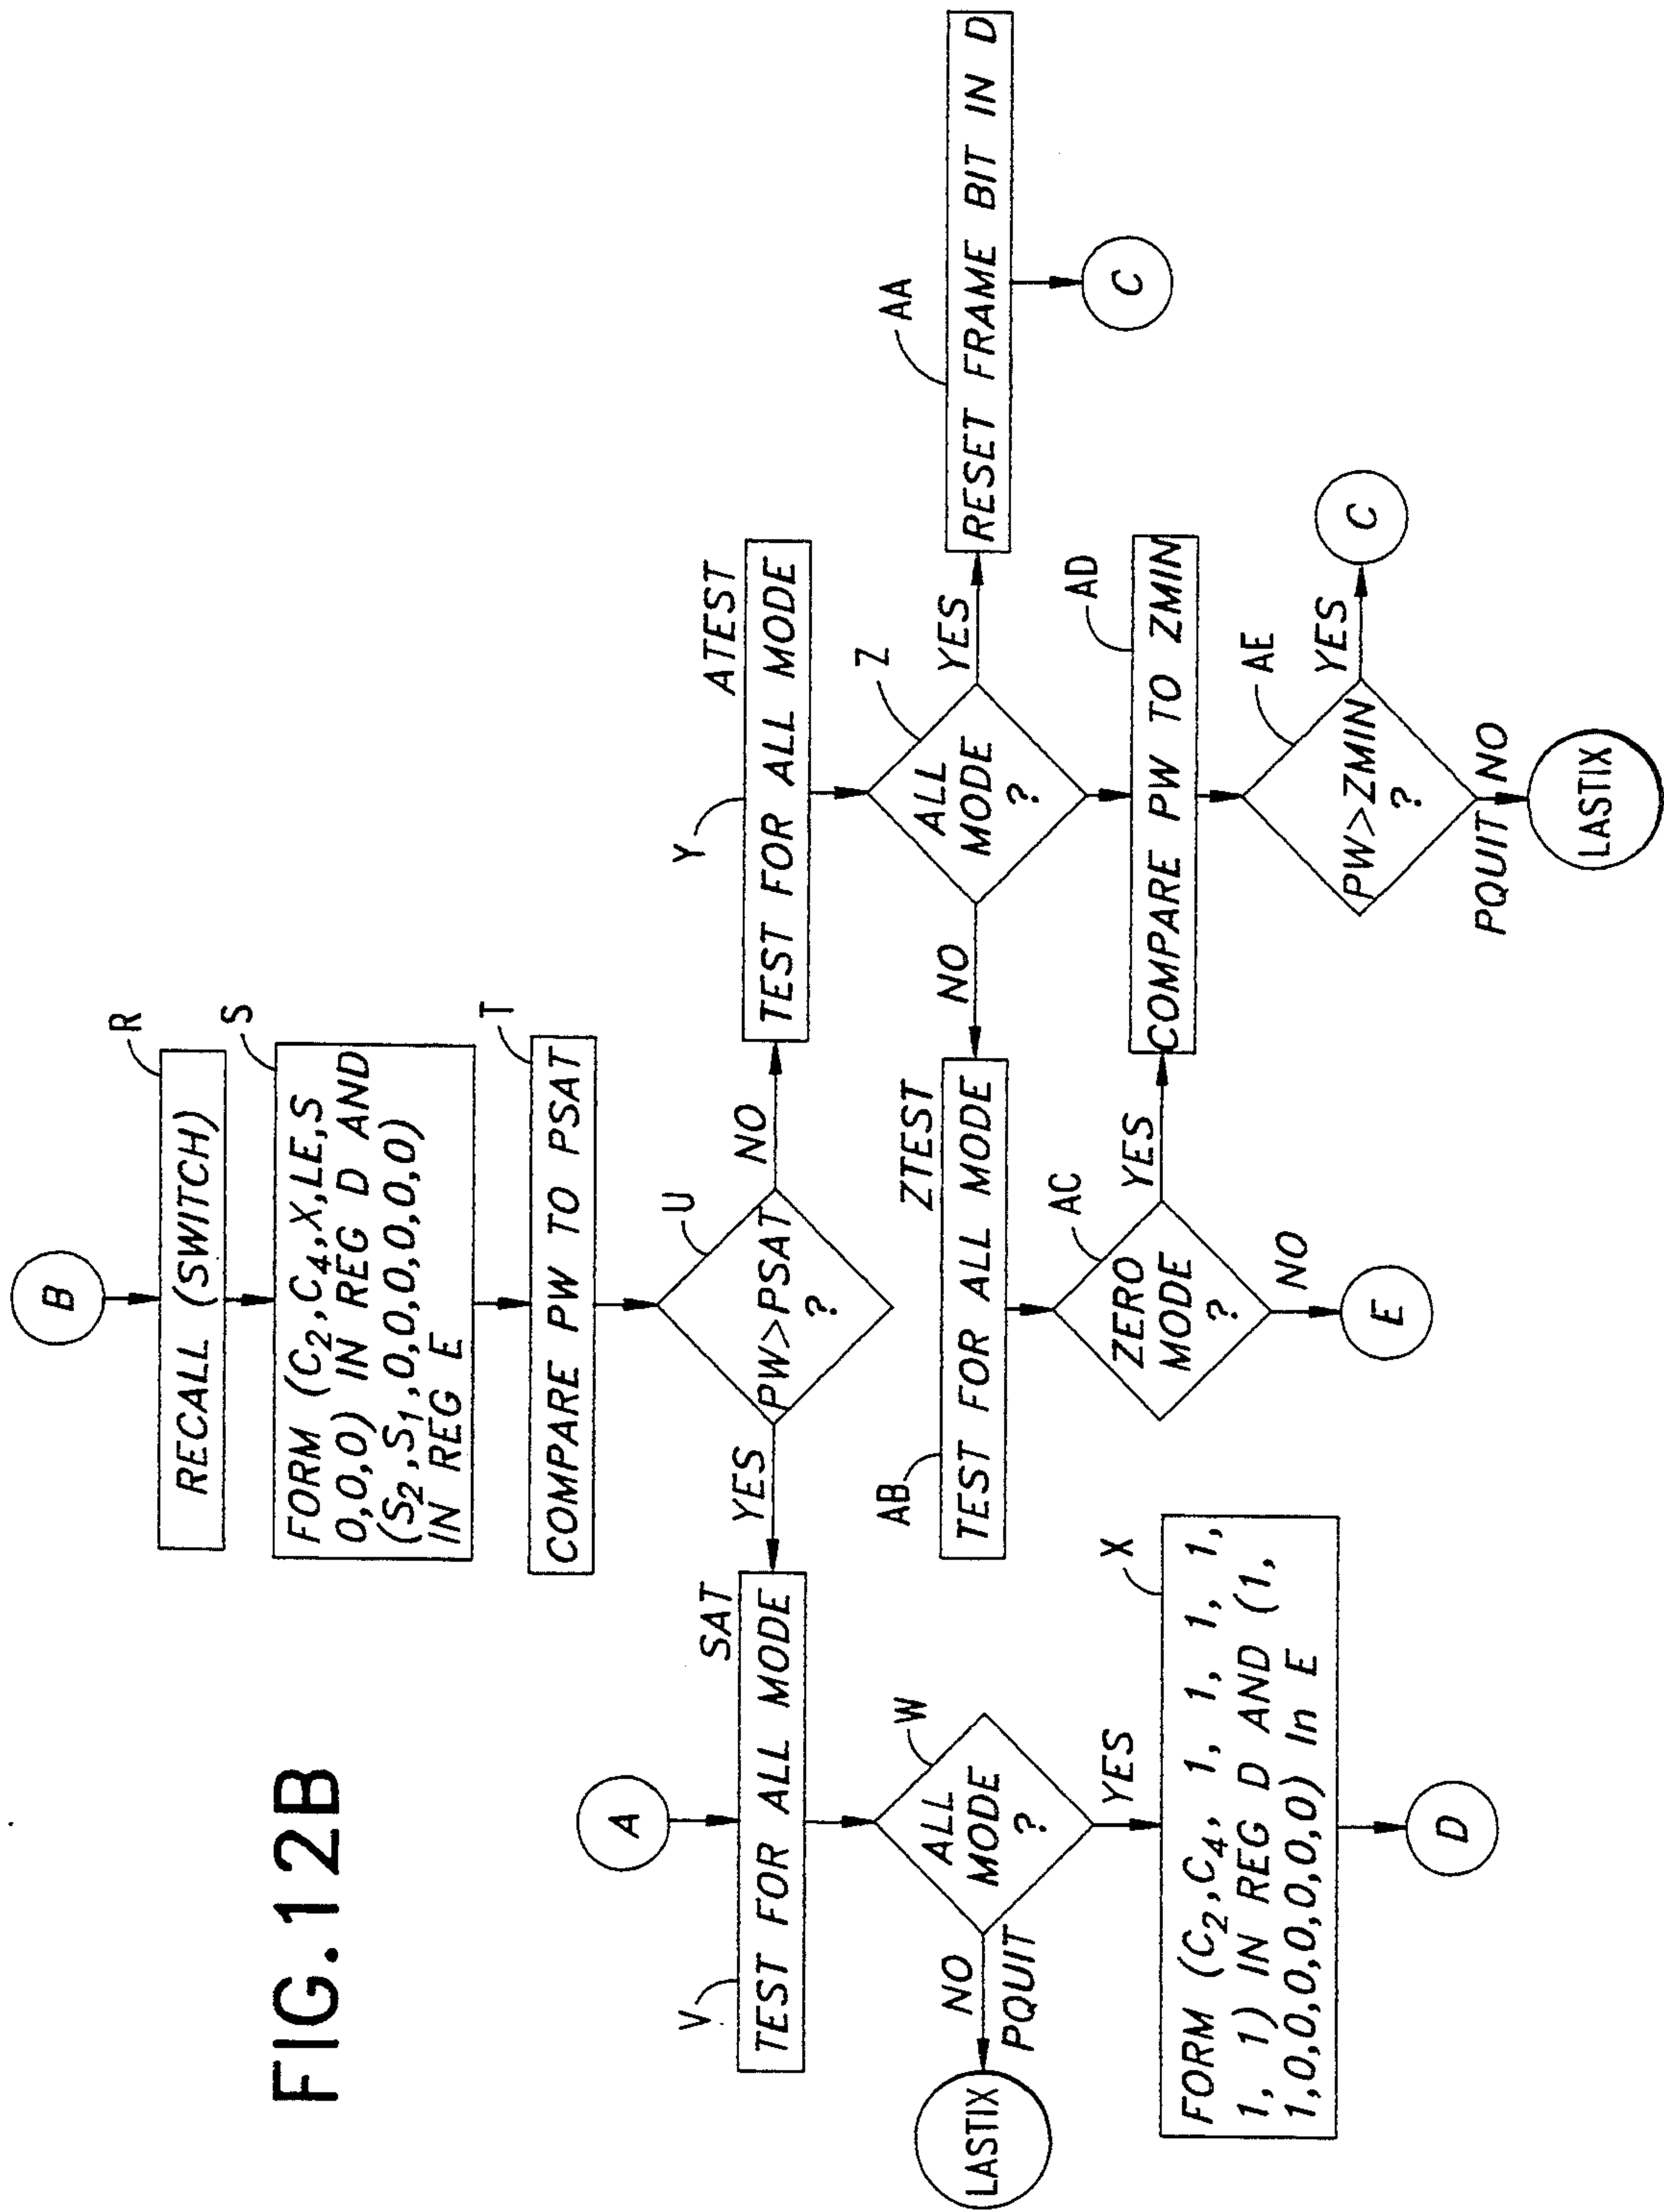 FIG.12B
B
R
RECALL (SWITCH)
S
FORM (C2,C4,X,LE,S
0,0,0) IN REG D AND
(S2,S1,0,0,0,0,0,0)
IN REG E
T
COMPARE PW TO PSAT
U
PW>PSAT
?
YES
NO
A
SAT
V
TEST FOR ALL MODE
W
ALL
MODE
?
NO
PQUIT
LASTIX
YES
X
FORM (C2,C4, 1, 1, 1, 1,
1, 1) IN REG D AND (1,
1,0,0,0,0,0,0) In E
D
ATEST
Y
TEST FOR ALL MODE
Z
ALL
MODE
?
YES
NO
AA
RESET FRAME BIT IN D
C
ZTEST
AB
TEST FOR ALL MODE
AC
ZERO
MODE
?
YES
NO
E
AD
COMPARE PW TO ZMIN
AE
PW>ZMIN
?
YES
C
PQUIT NO
LASTIX